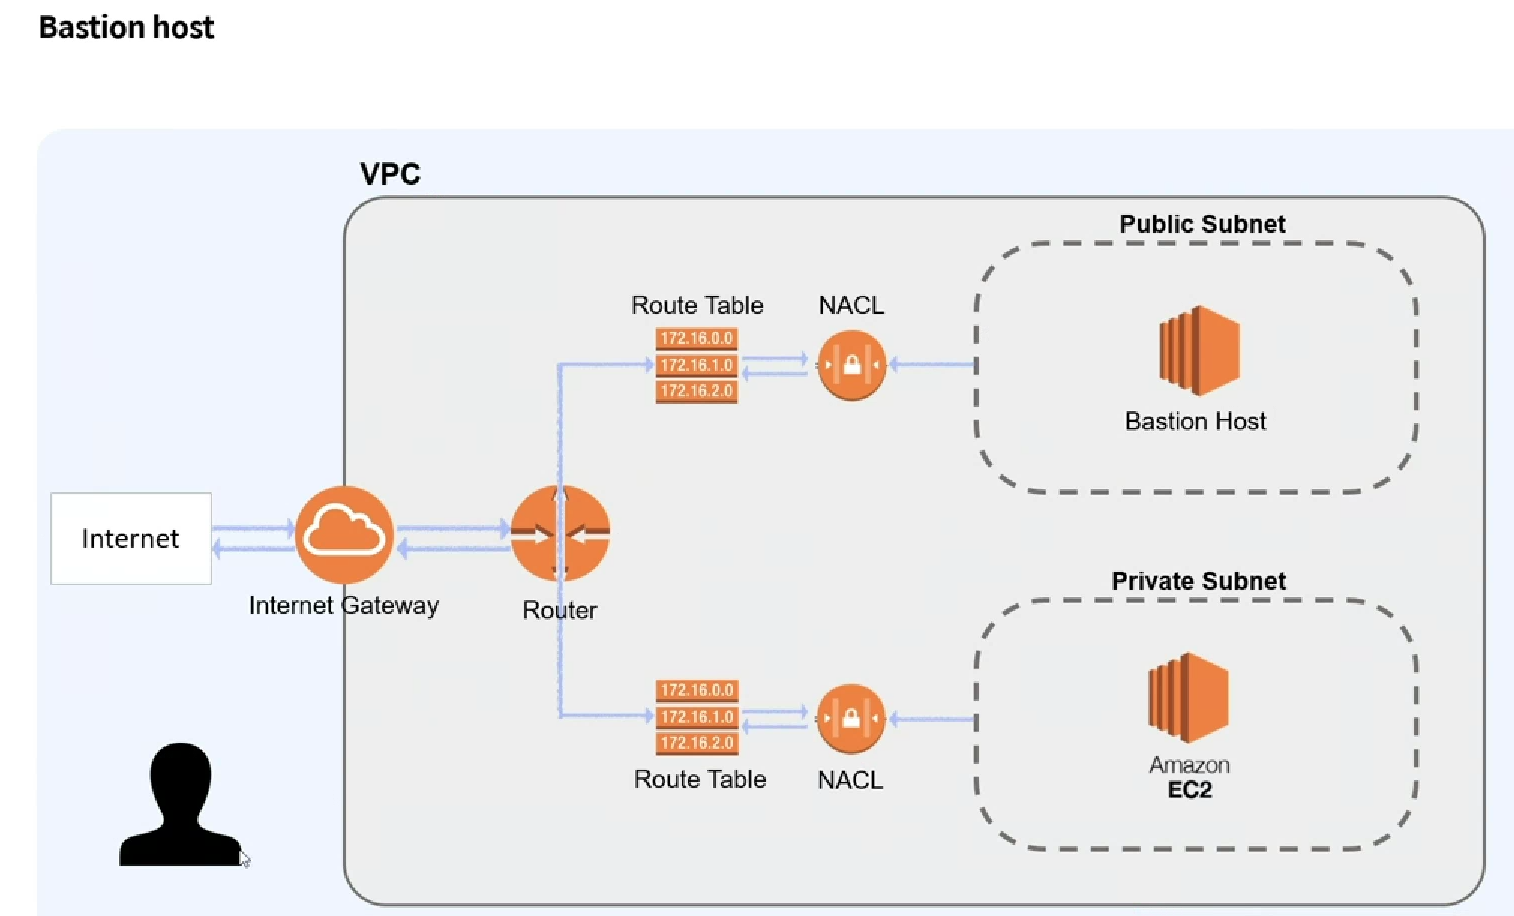 Bastion host
VPC
Public Subnet
Route Table
NACL
172.16.0.0
172.16.1.0
172.16.2.0
Bastion Host
Internet
Internet Gateway
Router
Private Subnet
172.16.0.0
172.16.1.0
172.16.2.0
Route Table
NACL
Amazon
EC2